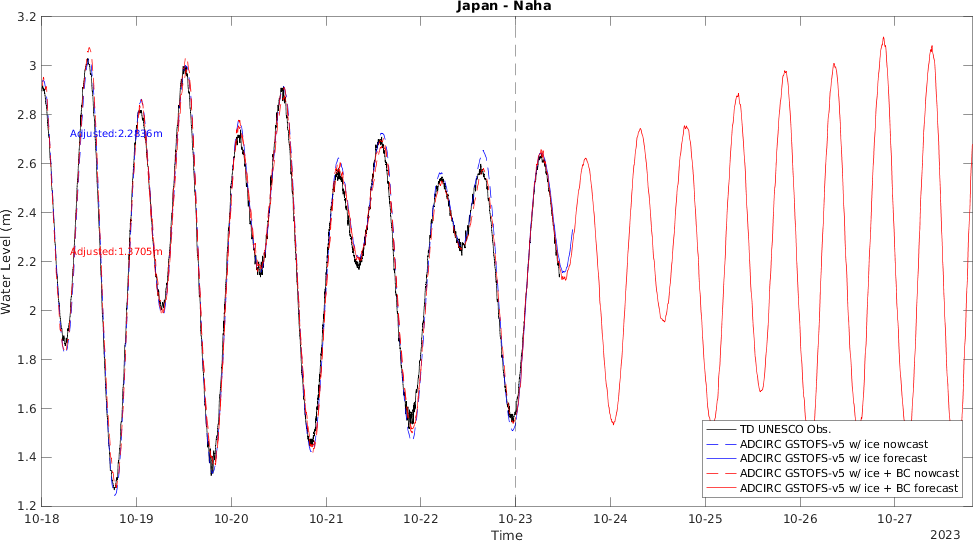 Japan - Naha
Water Level (m)
3.2
3
2.8
2.6
2.4
2.2
2
1.8
1.6
1.4
1.2
Adjusted:2.2836m
Adjusted:1.3705m
TD UNESCO Obs.
ADCIRC GSTOFS-v5 w/ ice nowcast
ADCIRC GSTOFS-v5 w/ ice forecast
ADCIRC GSTOFS-v5 w/ ice + BC nowcast
ADCIRC GSTOFS-v5 w/ ice + BC forecast
10-18 10-19 10-20 10-21 10-22 10-23 10-24 10-25 10-26 10-27
Time
2023